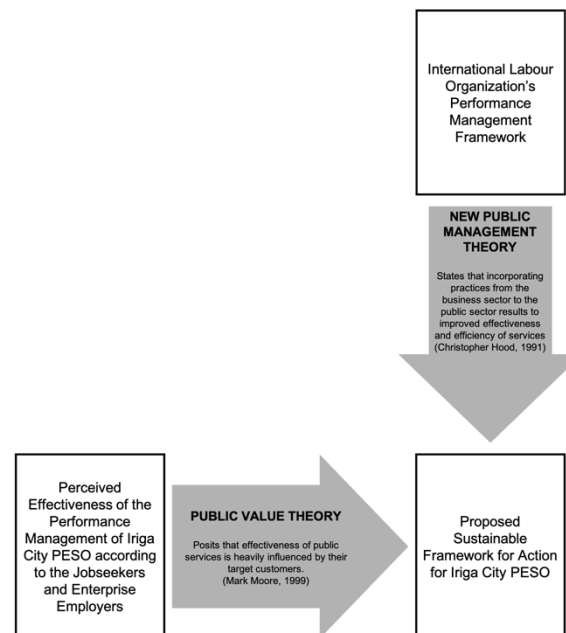 International Labour
Organization's
Performance
Management
Framework
NEW PUBLIC
MANAGEMENT
THEORY
States that incorporating
practices from the
business sector to the
public sector results to
improved effectiveness
and efficiency of services
(Christopher Hood, 1991)
Perceived
Effectiveness of the
Performance
Management of Iriga
City PESO according
to the Jobseekers
and Enterprise
Employers
PUBLIC VALUE THEORY
Posits that effectiveness of public
services is heavily influenced by their
target customers.
(Mark Moore, 1999)
Proposed
Sustainable
Framework for Action
for Iriga City PESO